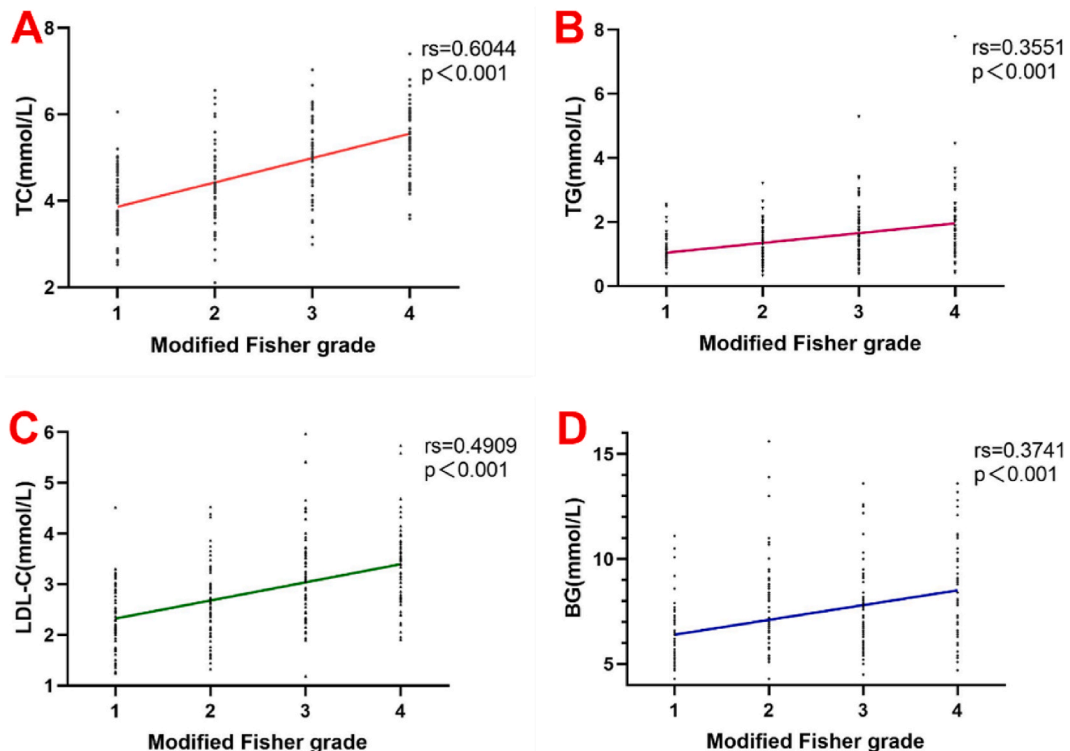 A
8
6
4
2
TC(mmol/L)
rs=0.6044
p＜0.001
1 2 3 4
Modified Fisher grade
B
8
6
4
2
0
TG(mmol/L)
rs=0.3551
p＜0.001
1 2 3 4
Modified Fisher grade
C
6
5
4
3
2
1
LDL-C(mmol/L)
rs=0.4909
p＜0.001
1 2 3 4
Modified Fisher grade
D
15
10
5
BG(mmol/L)
rs=0.3741
p＜0.001
1 2 3 4
Modified Fisher grade